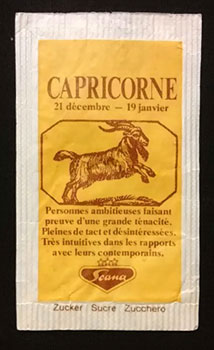 CAPRICORNE
21 décembre — 19 janvier
Personnes ambitieuses faisant
preuve d'une grande ténacité.
Pleines de tact et désintéressées.
Très intuitives dans les rapports
avec leurs contemporains.
Zucker Sucre Zucchero